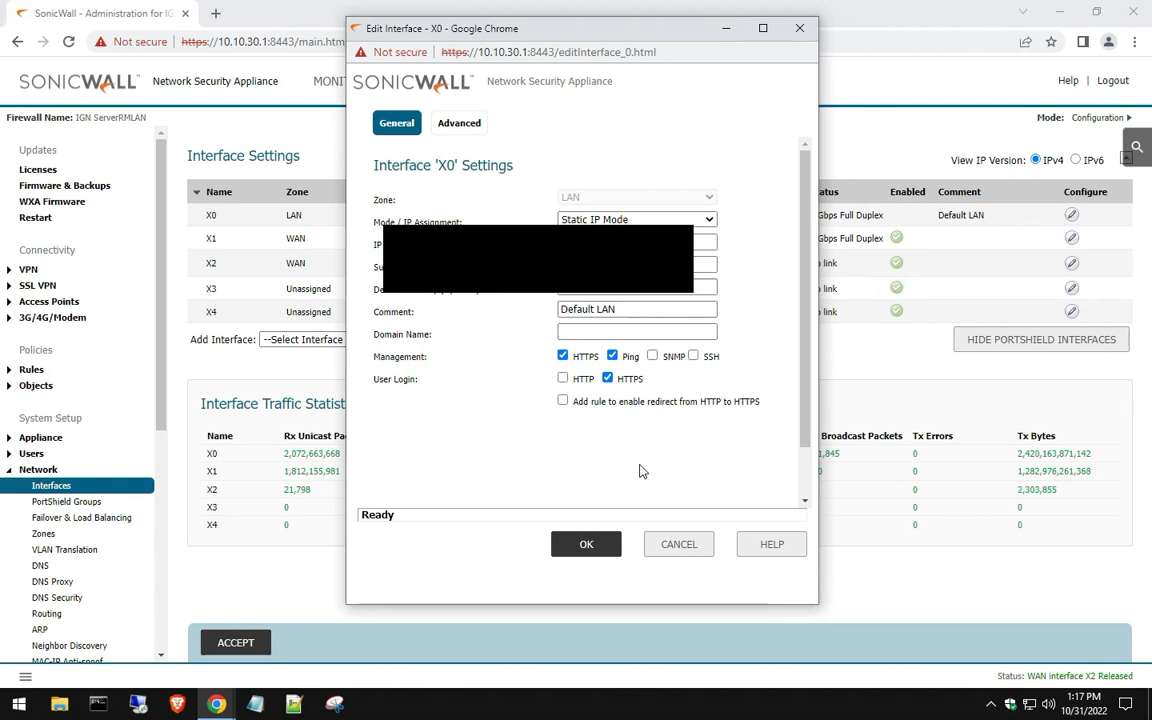 SonicWall - Administration for IG
Edit Interface - X0 - Google Chrome
Not secure
https://10.10.30.1:8443/main.htm
Not secure
https://10.10.30.1:8443/editInterface_0.html
SONICWALL
Network Security Appliance
MONIT
SONICWALL
Network Security Appliance
Help | Logout
Firewall Name: IGN ServerRMLAN
Mode: Configuration
General
Advanced
Updates
Licenses
Firmware & Backups
WXA Firmware
Restart
Connectivity
VPN
SSL VPN
Access Points
3G/4G/Modem
Policies
Rules
Objects
System Setup
Appliance
Users
Network
Interfaces
PortShield Groups
Failover & Load Balancing
Zones
VLAN Translation
DNS
DNS Proxy
DNS Security
Routing
ARP
Neighbor Discovery
MAC-IP Anti-spoof
Interface Settings
View IP Version: IPv4 IPv6
Name Zone
X0 LAN
X1 WAN
X2 WAN
X3 Unassigned
X4 Unassigned
Add Interface: --Select Interface
atus Enabled Comment Configure
Gbps Full Duplex Default LAN
Gbps Full Duplex
o link
o link
o link
HIDE PORTSHIELD INTERFACES
Interface 'X0' Settings
Zone: LAN
Mode / IP Assignment: Static IP Mode
IP
Su
De
Comment: Default LAN
Domain Name:
Management: HTTPS Ping SNMP SSH
User Login: HTTP HTTPS
Add rule to enable redirect from HTTP to HTTPS
Ready
OK
CANCEL
HELP
Interface Traffic Statist
Name Rx Unicast Pa
X0 2,072,663,668
X1 1,812,155,981
X2 21,798
X3 0
X4 0
Broadcast Packets Tx Errors Tx Bytes
1,845 0 2,420,163,871,142
0 1,282,976,261,368
0 2,303,855
0 0
0 0
ACCEPT
Status: WAN interface X2 Released
1:17 PM
10/31/2022